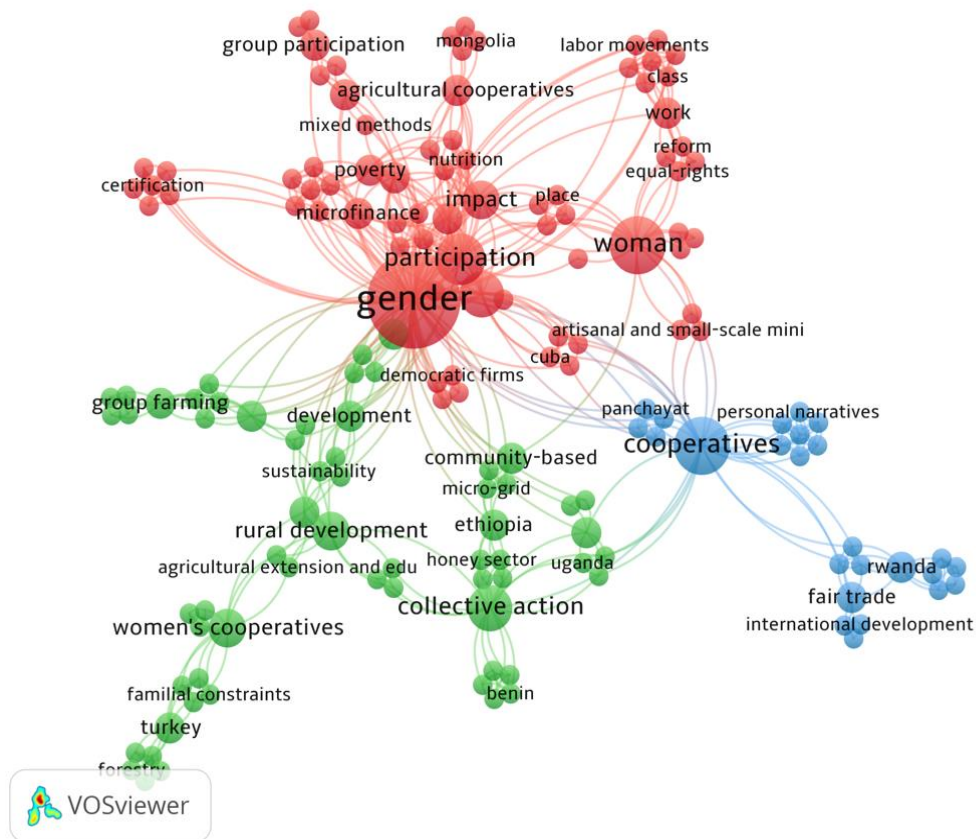 group participation
mongolia
labor movements
class
agricultural cooperatives
work
mixed methods
reform
nutrition
equal-rights
poverty
certification
impact
place
microfinance
woman
participation
gender
artisanal and small-scale mini
cuba
democratic firms
group farming
development
panchayat
personal narratives
cooperatives
community-based
sustainability
micro-grid
ethiopia
rural development
honey sector
uganda
agricultural extension and edu
rwanda
fair trade
collective action
women's cooperatives
international development
familial constraints
benin
turkey
forestry
VOSviewer